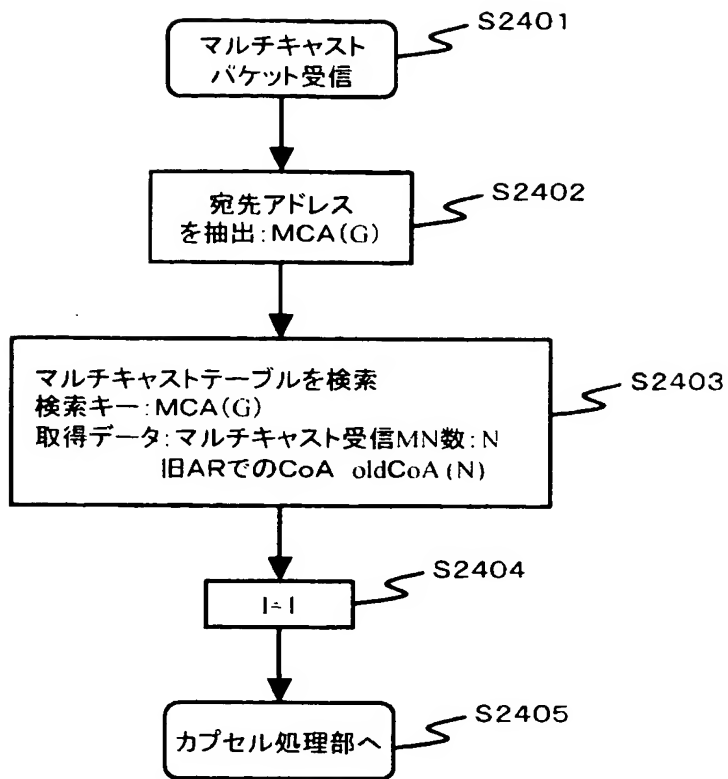 マルチキャスト
パケット受信
S2401
宛先アドレス
を抽出:MCA(G)
S2402
マルチキャストテーブルを検索
検索キー:MCA(G)
取得データ:マルチキャスト受信MN数:N
旧ARでのCoA oldCoA(N)
S2403
I=1
S2404
カプセル処理部へ
S2405